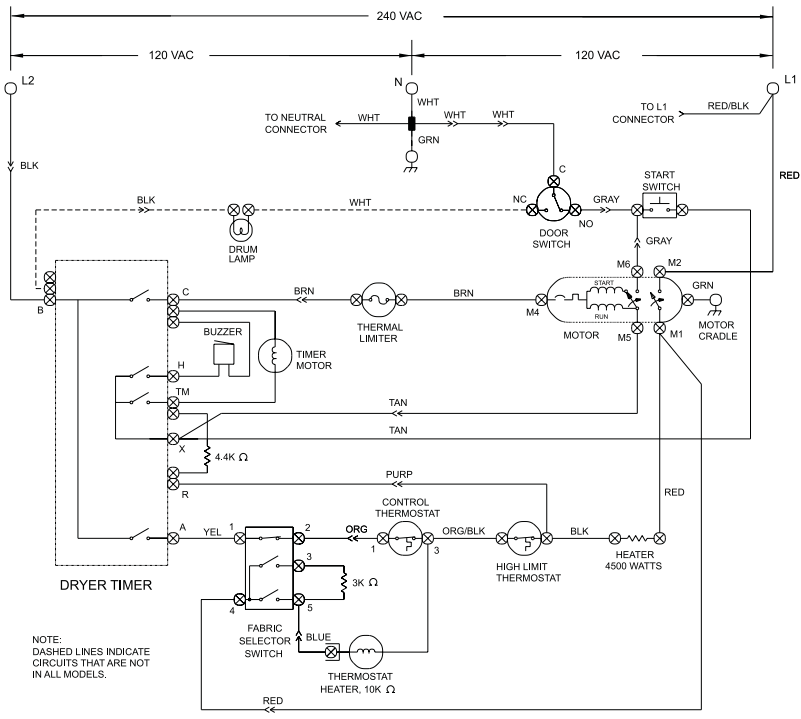 240 VAC
120 VAC
120 VAC
L2
N
L1
WHT
TO NEUTRAL
CONNECTOR
WHT
WHT
WHT
TO L1
CONNECTOR
RED/BLK
GRN
BLK
C
START
SWITCH
RED
BLK
WHT
NC
GRAY
NO
DRUM
LAMP
DOOR
SWITCH
GRAY
M6
M2
B
C
BRN
BRN
M4
START
RUN
GRN
THERMAL
LIMITER
MOTOR
M5
M1
MOTOR
CRADLE
BUZZER
TIMER
MOTOR
H
TM
TAN
TAN
X
4.4K Ω
R
PURP
RED
CONTROL
THERMOSTAT
A
YEL
1
2
ORG
1
3
ORG/BLK
BLK
HIGH LIMIT
THERMOSTAT
HEATER
4500 WATTS
3
3K Ω
DRYER TIMER
4
5
FABRIC
SELECTOR
SWITCH
BLUE
THERMOSTAT
HEATER, 10K Ω
NOTE:
DASHED LINES INDICATE
CIRCUITS THAT ARE NOT
IN ALL MODELS.
RED